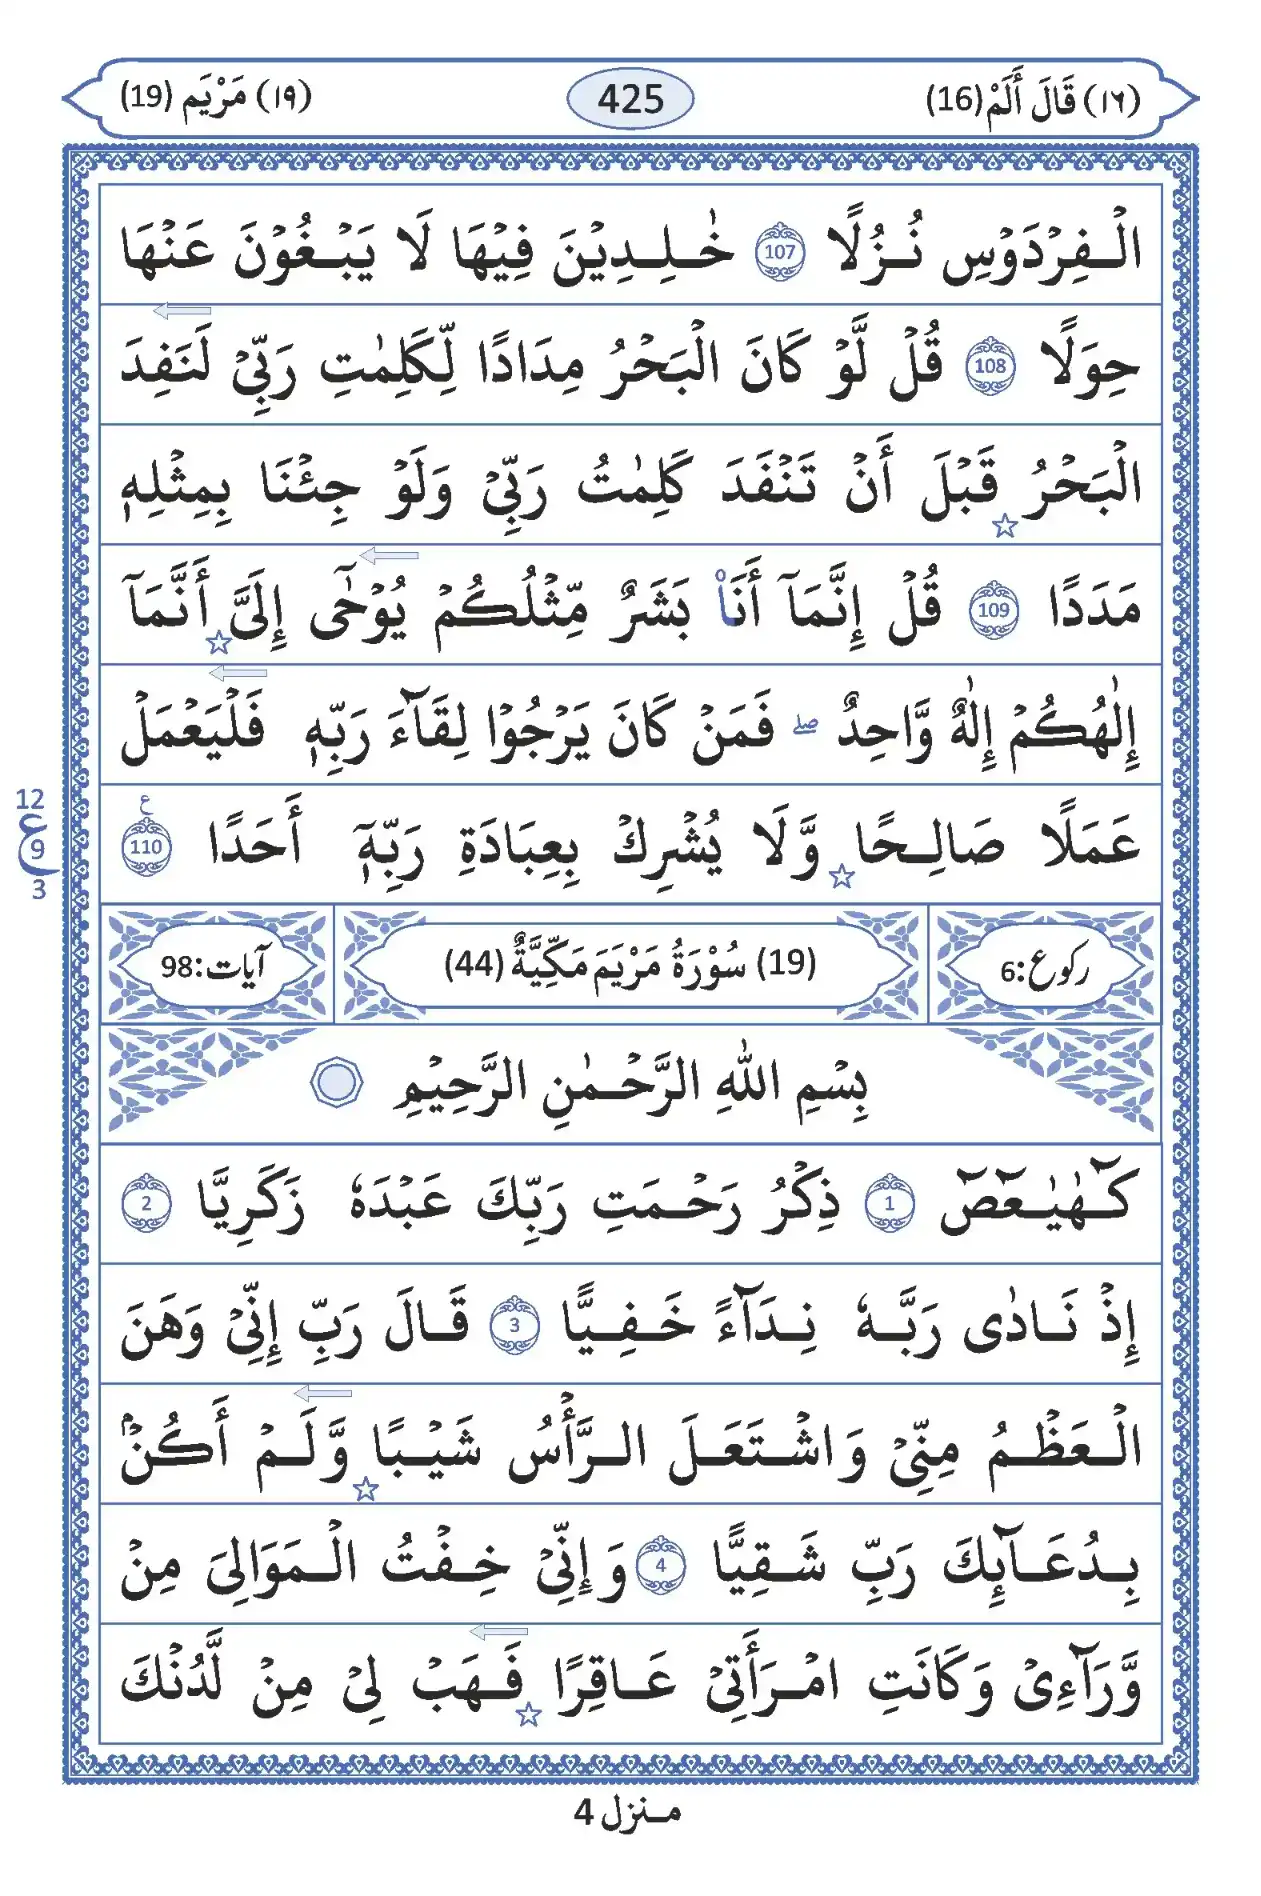 (١٦) قَالَ أَلَمْ (16) 425 (١٩) مَرْيَم (19)
الْفِرْدَوْسِ نُزُلًا 107 خٰلِدِيْنَ فِيْهَا لَا يَبْغُوْنَ عَنْهَا
حِوَلًا 108 قُلْ لَّوْ كَانَ الْبَحْرُ مِدَادًا لِّكَلِمٰتِ رَبِّيْ لَنَفِدَ
الْبَحْرُ قَبْلَ أَنْ تَنْفَدَ كَلِمٰتُ رَبِّيْ وَلَوْ جِئْنَا بِمِثْلِهٖ
مَدَدًا 109 قُلْ إِنَّمَآ أَنَا۠ بَشَرٌ مِّثْلُكُمْ يُوْحٰٓى إِلَيَّ أَنَّمَآ
إِلٰهُكُمْ إِلٰهٌ وَّاحِدٌ ۖ فَمَنْ كَانَ يَرْجُوْا لِقَآءَ رَبِّهٖ فَلْيَعْمَلْ
عَمَلًا صَالِحًا وَّلَا يُشْرِكْ بِعِبَادَةِ رَبِّهٖٓ أَحَدًا 110 ع
12
ع 9
3
رکوع:6 (19) سُوْرَةُ مَرْيَمَ مَكِّيَّةٌ (44) آیات:98
بِسْمِ اللّٰهِ الرَّحْمٰنِ الرَّحِيْمِ
كٓهٰيٰعٓصٓ 1 ذِكْرُ رَحْمَتِ رَبِّكَ عَبْدَهٗ زَكَرِيَّا 2
إِذْ نَادٰى رَبَّهٗ نِدَآءً خَفِيًّا 3 قَالَ رَبِّ إِنِّيْ وَهَنَ
الْعَظْمُ مِنِّيْ وَاشْتَعَلَ الرَّأْسُ شَيْبًا وَّلَمْ أَكُنْۢ
بِدُعَآئِكَ رَبِّ شَقِيًّا 4 وَإِنِّيْ خِفْتُ الْمَوَالِيَ مِنْ
وَّرَآءِيْ وَكَانَتِ امْرَأَتِيْ عَاقِرًا فَهَبْ لِيْ مِنْ لَّدُنْكَ
منزل 4